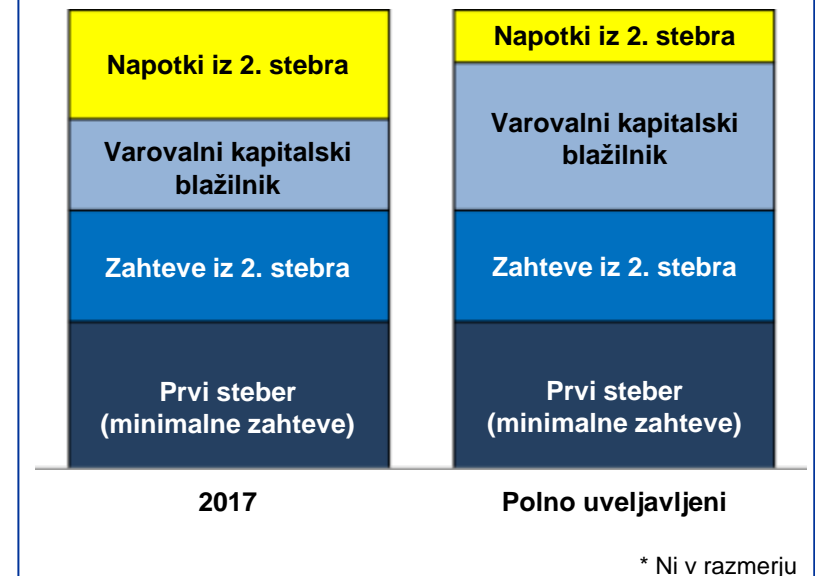 Napotki iz 2. stebra
Varovalni kapitalski
blažilnik
Zahteve iz 2. stebra
Prvi steber
(minimalne zahteve)
2017
Napotki iz 2. stebra
Varovalni kapitalski
blažilnik
Zahteve iz 2. stebra
Prvi steber
(minimalne zahteve)
Polno uveljavljeni
* Ni v razmerju